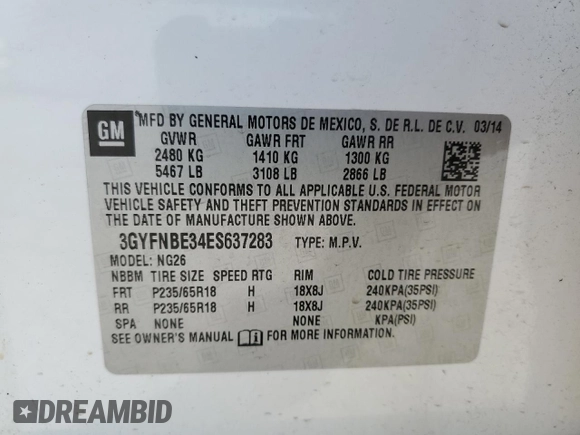 GM
MFD BY GENERAL MOTORS DE MEXICO, S. DE R.L. DE C.V. 03/14
GVWR GAWR FRT GAWR RR
2480 KG 1410 KG 1300 KG
5467 LB 3108 LB 2866 LB
THIS VEHICLE CONFORMS TO ALL APPLICABLE U.S. FEDERAL MOTOR
VEHICLE SAFETY AND THEFT PREVENTION STANDARDS IN EFFECT
ON THE DATE OF MANUFACTURE SHOWN ABOVE.
3GYFNBE34ES637283 TYPE: M.P.V.
MODEL: NG26
NBBM TIRE SIZE SPEED RTG RIM COLD TIRE PRESSURE
FRT P235/65R18 H 18X8J 240KPA(35PSI)
RR P235/65R18 H 18X8J 240KPA(35PSI)
SPA NONE NONE KPA(PSI)
SEE OWNER'S MANUAL FOR MORE INFORMATION.
DREAMBID